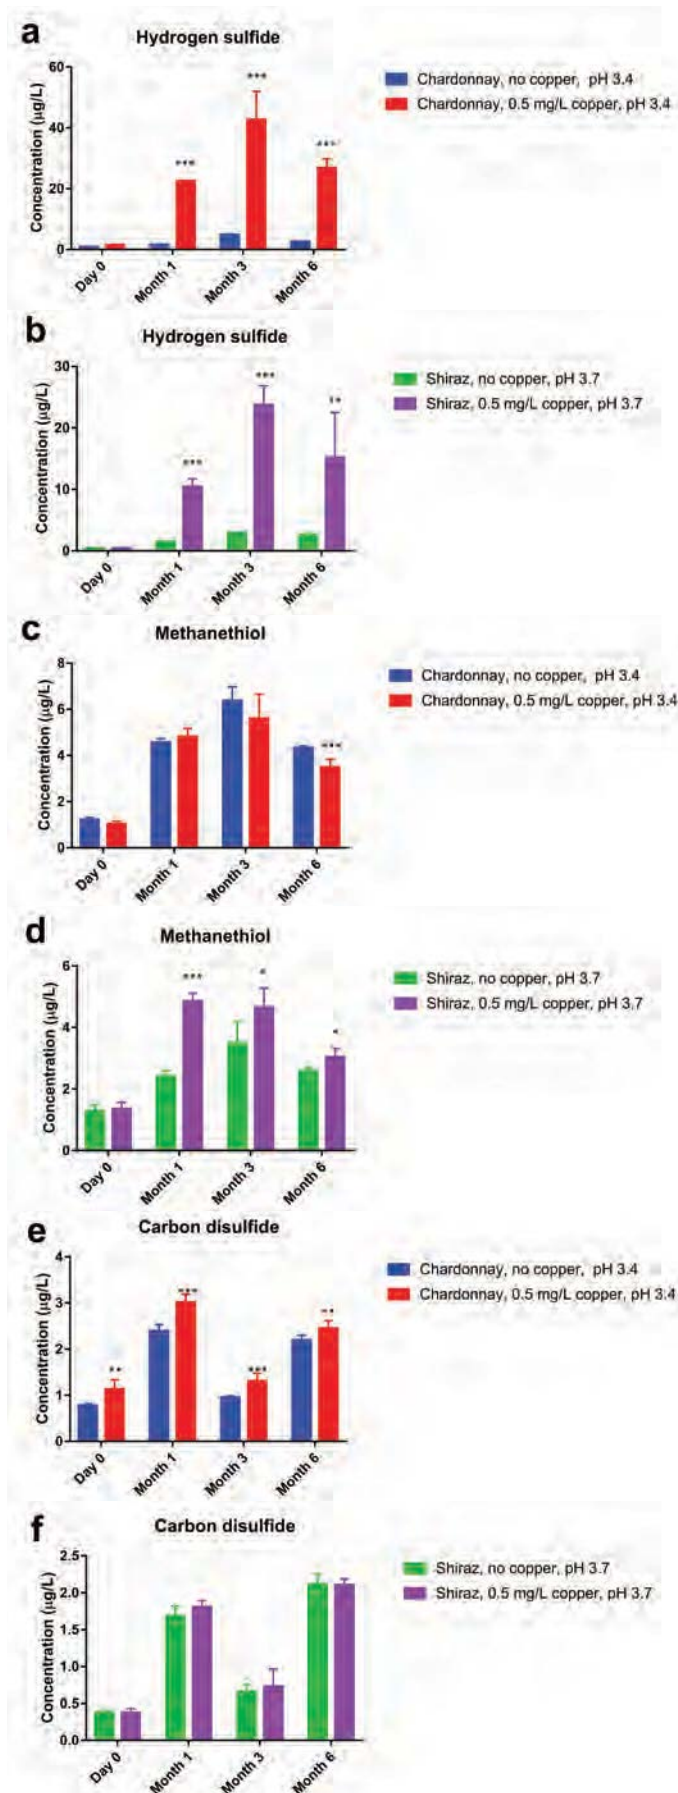 a
Hydrogen sulfide
Concentration (µg/L)
60
40
20
0
***
***
***
Day 0
Month 1
Month 3
Month 6
Chardonnay, no copper, pH 3.4
Chardonnay, 0.5 mg/L copper, pH 3.4
b
Hydrogen sulfide
Concentration (µg/L)
30
20
10
0
***
***
**
Day 0
Month 1
Month 3
Month 6
Shiraz, no copper, pH 3.7
Shiraz, 0.5 mg/L copper, pH 3.7
c
Methanethiol
Concentration (µg/L)
8
6
4
2
0
***
Day 0
Month 1
Month 3
Month 6
Chardonnay, no copper, pH 3.4
Chardonnay, 0.5 mg/L copper, pH 3.4
d
Methanethiol
Concentration (µg/L)
6
4
2
0
***
*
*
Day 0
Month 1
Month 3
Month 6
Shiraz, no copper, pH 3.7
Shiraz, 0.5 mg/L copper, pH 3.7
e
Carbon disulfide
Concentration (µg/L)
4
3
2
1
0
**
***
***
**
Day 0
Month 1
Month 3
Month 6
Chardonnay, no copper, pH 3.4
Chardonnay, 0.5 mg/L copper, pH 3.4
f
Carbon disulfide
Concentration (µg/L)
2.5
2.0
1.5
1.0
0.5
0.0
Day 0
Month 1
Month 3
Month 6
Shiraz, no copper, pH 3.7
Shiraz, 0.5 mg/L copper, pH 3.7